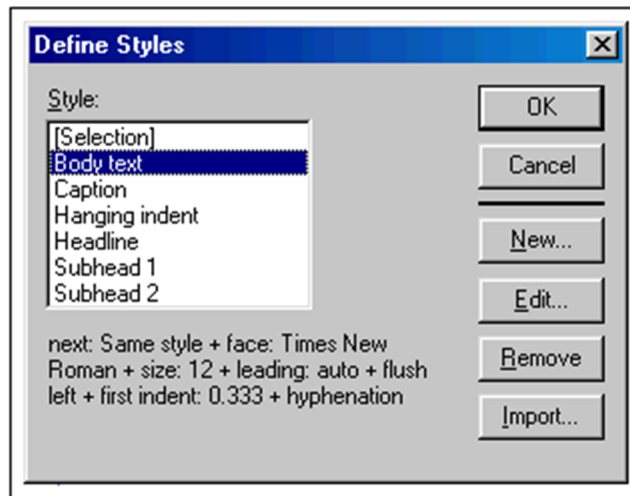 Define Styles
Style:
[Selection]
Body text
Caption
Hanging indent
Headline
Subhead 1
Subhead 2
next: Same style + face: Times New
Roman + size: 12 + leading: auto + flush
left + first indent: 0.333 + hyphenation
OK
Cancel
New...
Edit...
Remove
Import...